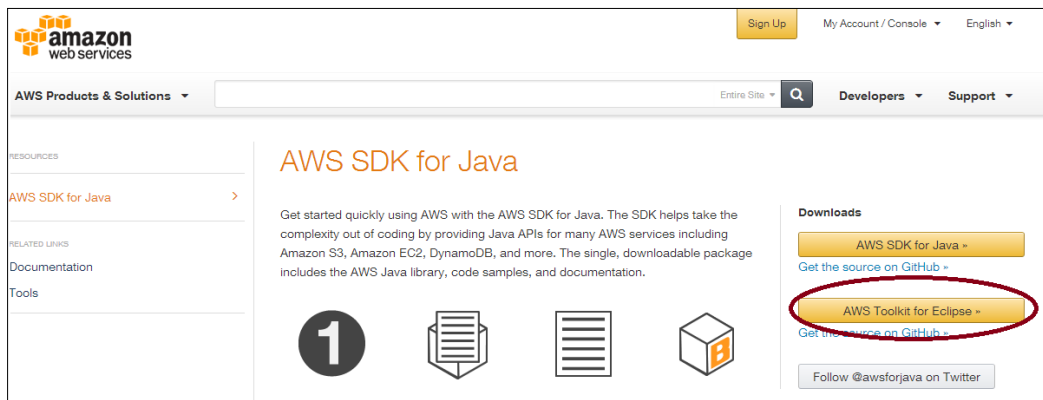 amazon
web services
Sign Up
My Account / Console
English
AWS Products & Solutions
Entire Site
Developers
Support
RESOURCES
AWS SDK for Java
RELATED LINKS
Documentation
Tools
AWS SDK for Java
Get started quickly using AWS with the AWS SDK for Java. The SDK helps take the
complexity out of coding by providing Java APIs for many AWS services including
Amazon S3, Amazon EC2, DynamoDB, and more. The single, downloadable package
includes the AWS Java library, code samples, and documentation.
1
B
Downloads
AWS SDK for Java »
Get the source on GitHub »
AWS Toolkit for Eclipse »
Get the source on GitHub »
Follow @awsforjava on Twitter